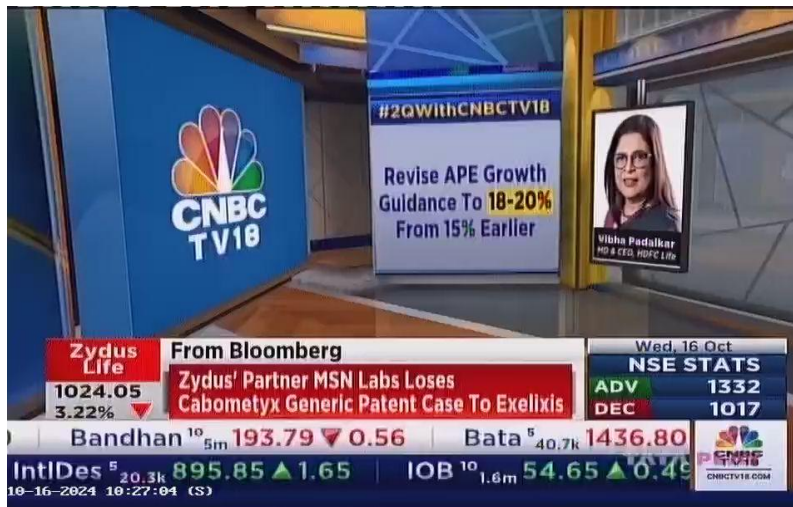 #2QWithCNBCTV18
Revise APE Growth
Guidance To 18-20%
From 15% Earlier
CNBC
TV18
Vibha Padalkar
MD & CEO, HDFC Life
Zydus
Life
1024.05
3.22%
From Bloomberg
Zydus' Partner MSN Labs Loses
Cabometyx Generic Patent Case To Exelixis
Wed, 16 Oct
NSE STATS
ADV 1332
DEC 1017
Bandhan 10 5m 193.79 ▼ 0.56 Bata 5 40.7k 1436.80
IntlDes 5 20.3k 895.85 ▲ 1.65 IOB 10 1.6m 54.65 ▲ 0.49
CNBC
TV18
CNBCTV18.COM
10-16-2024 10:27:04 (S)